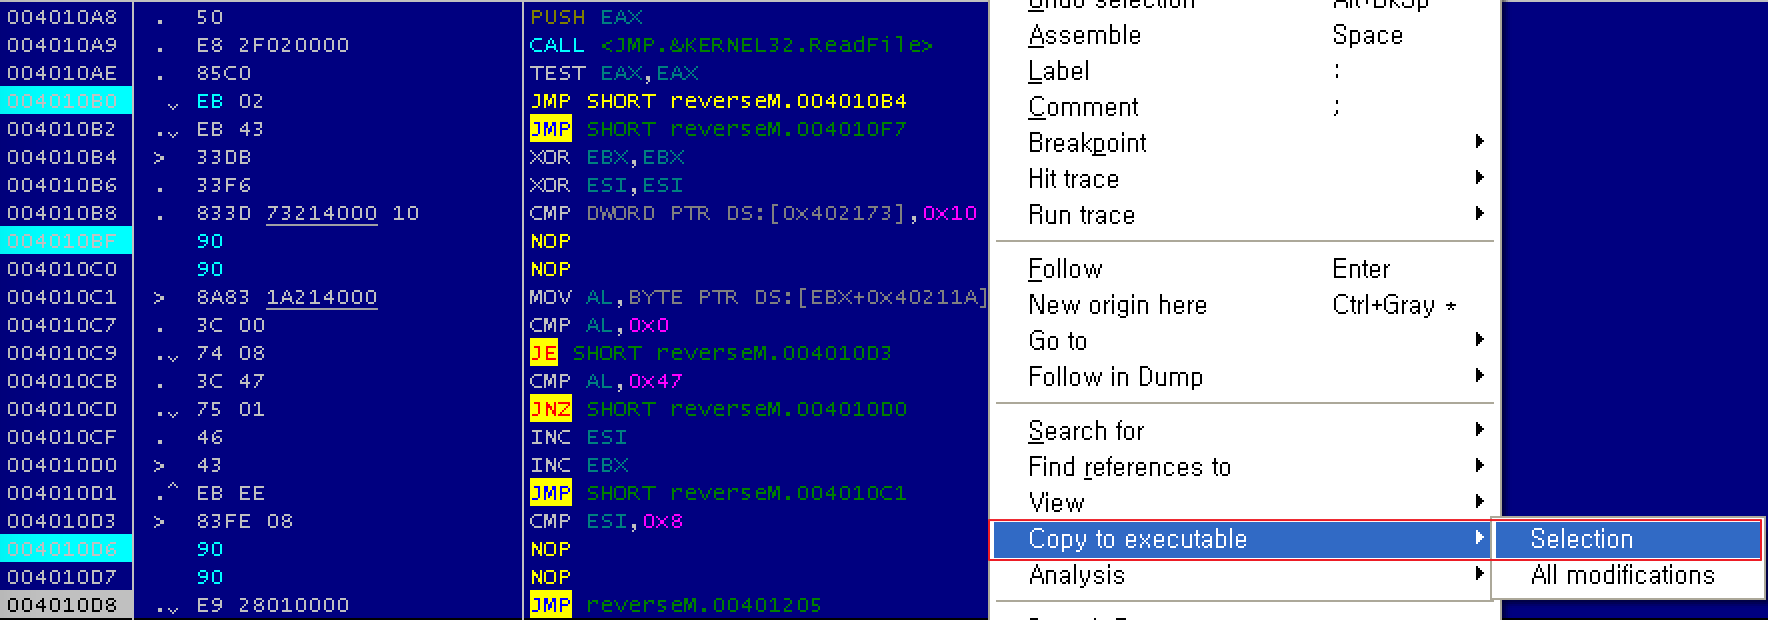 004010A8 . 50 PUSH EAX
004010A9 . E8 2F020000 CALL <JMP.&KERNEL32.ReadFile>
004010AE . 85C0 TEST EAX,EAX
004010B0 EB 02 JMP SHORT reverseM.004010B4
004010B2 . EB 43 JMP SHORT reverseM.004010F7
004010B4 > 33DB XOR EBX,EBX
004010B6 . 33F6 XOR ESI,ESI
004010B8 . 833D 73214000 10 CMP DWORD PTR DS:[0x402173],0x10
004010BF 90 NOP
004010C0 90 NOP
004010C1 > 8A83 1A214000 MOV AL,BYTE PTR DS:[EBX+0x40211A]
004010C7 . 3C 00 CMP AL,0x0
004010C9 . 74 08 JE SHORT reverseM.004010D3
004010CB . 3C 47 CMP AL,0x47
004010CD . 75 01 JNZ SHORT reverseM.004010D0
004010CF . 46 INC ESI
004010D0 > 43 INC EBX
004010D1 .^ EB EE JMP SHORT reverseM.004010C1
004010D3 > 83FE 08 CMP ESI,0x8
004010D6 90 NOP
004010D7 90 NOP
004010D8 . E9 28010000 JMP reverseM.00401205
Undo selection Alt+BkSp
Assemble Space
Label :
Comment ;
Breakpoint
Hit trace
Run trace
Follow Enter
New origin here Ctrl+Gray *
Go to
Follow in Dump
Search for
Find references to
View
Copy to executable
Analysis
Selection
All modifications